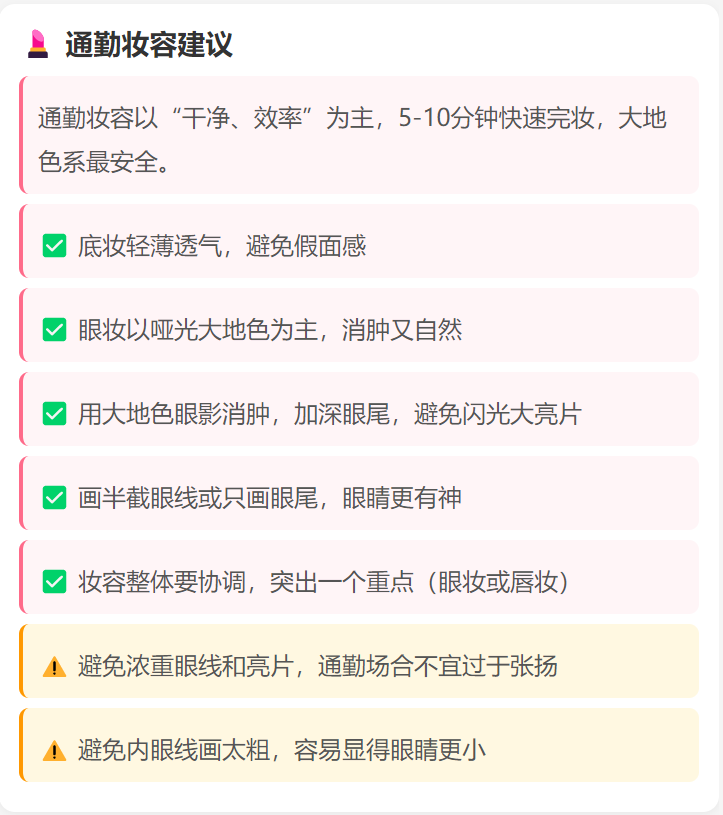 通勤妆容建议
通勤妆容以“干净、效率”为主，5-10分钟快速完妆，大地
色系最安全。
底妆轻薄透气，避免假面感
眼妆以哑光大地色为主，消肿又自然
用大地色眼影消肿，加深眼尾，避免闪光大亮片
画半截眼线或只画眼尾，眼睛更有神
妆容整体要协调，突出一个重点（眼妆或唇妆）
避免浓重眼线和亮片，通勤场合不宜过于张扬
避免内眼线画太粗，容易显得眼睛更小